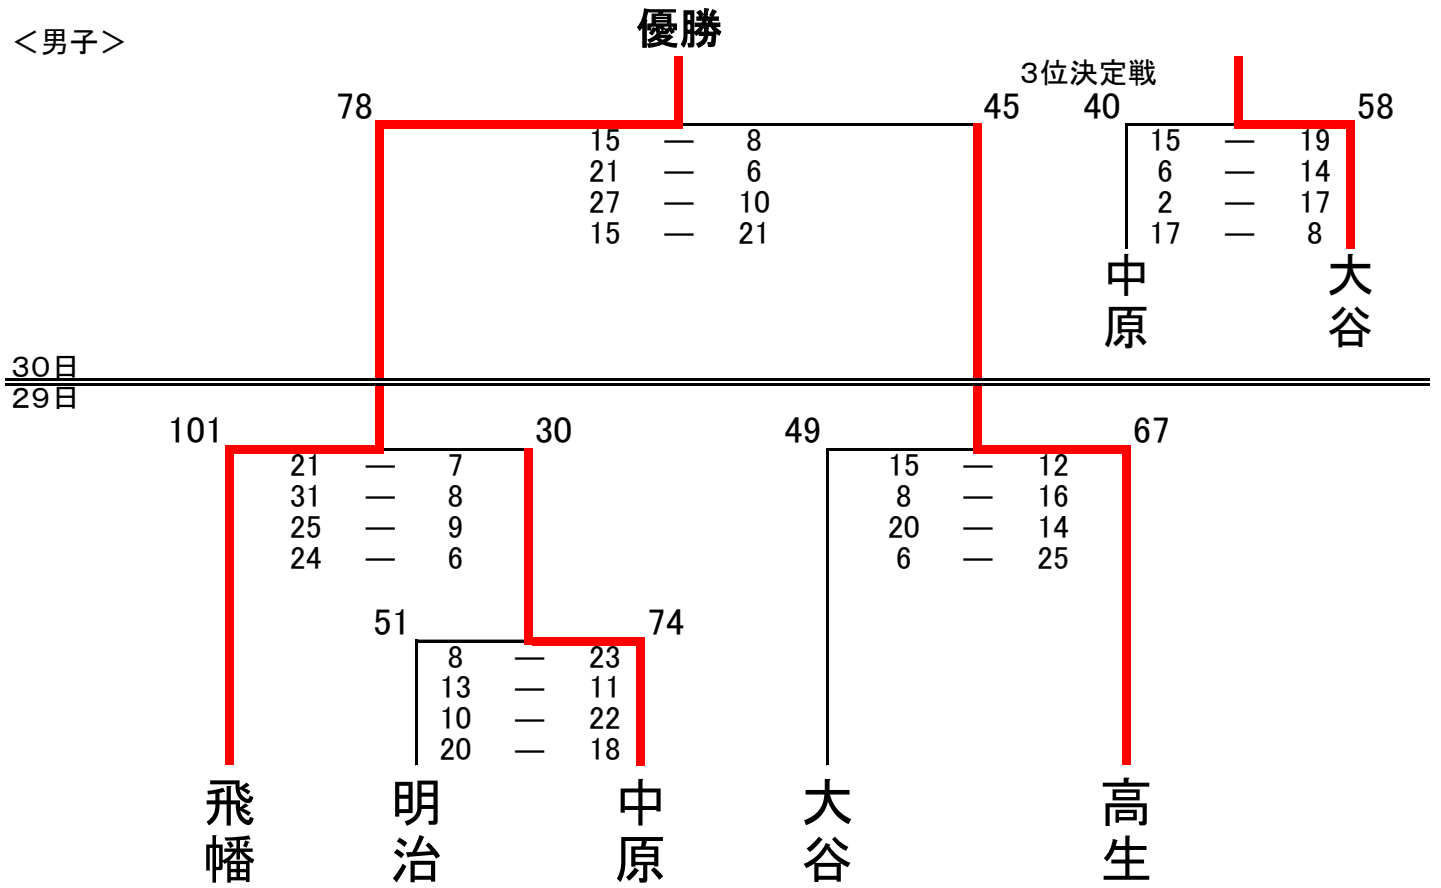 ＜男子＞
優勝
３位決定戦
78 45 40 58
15 ― 8 15 ― 19
21 ― 6 6 ― 14
27 ― 10 2 ― 17
15 ― 21 17 ― 8
中原 大谷
３０日
２９日
101 30 49 67
21 ― 7 15 ― 12
31 ― 8 8 ― 16
25 ― 9 20 ― 14
24 ― 6 6 ― 25
51 74
8 ― 23
13 ― 11
10 ― 22
20 ― 18
飛幡 明治 中原 大谷 高生